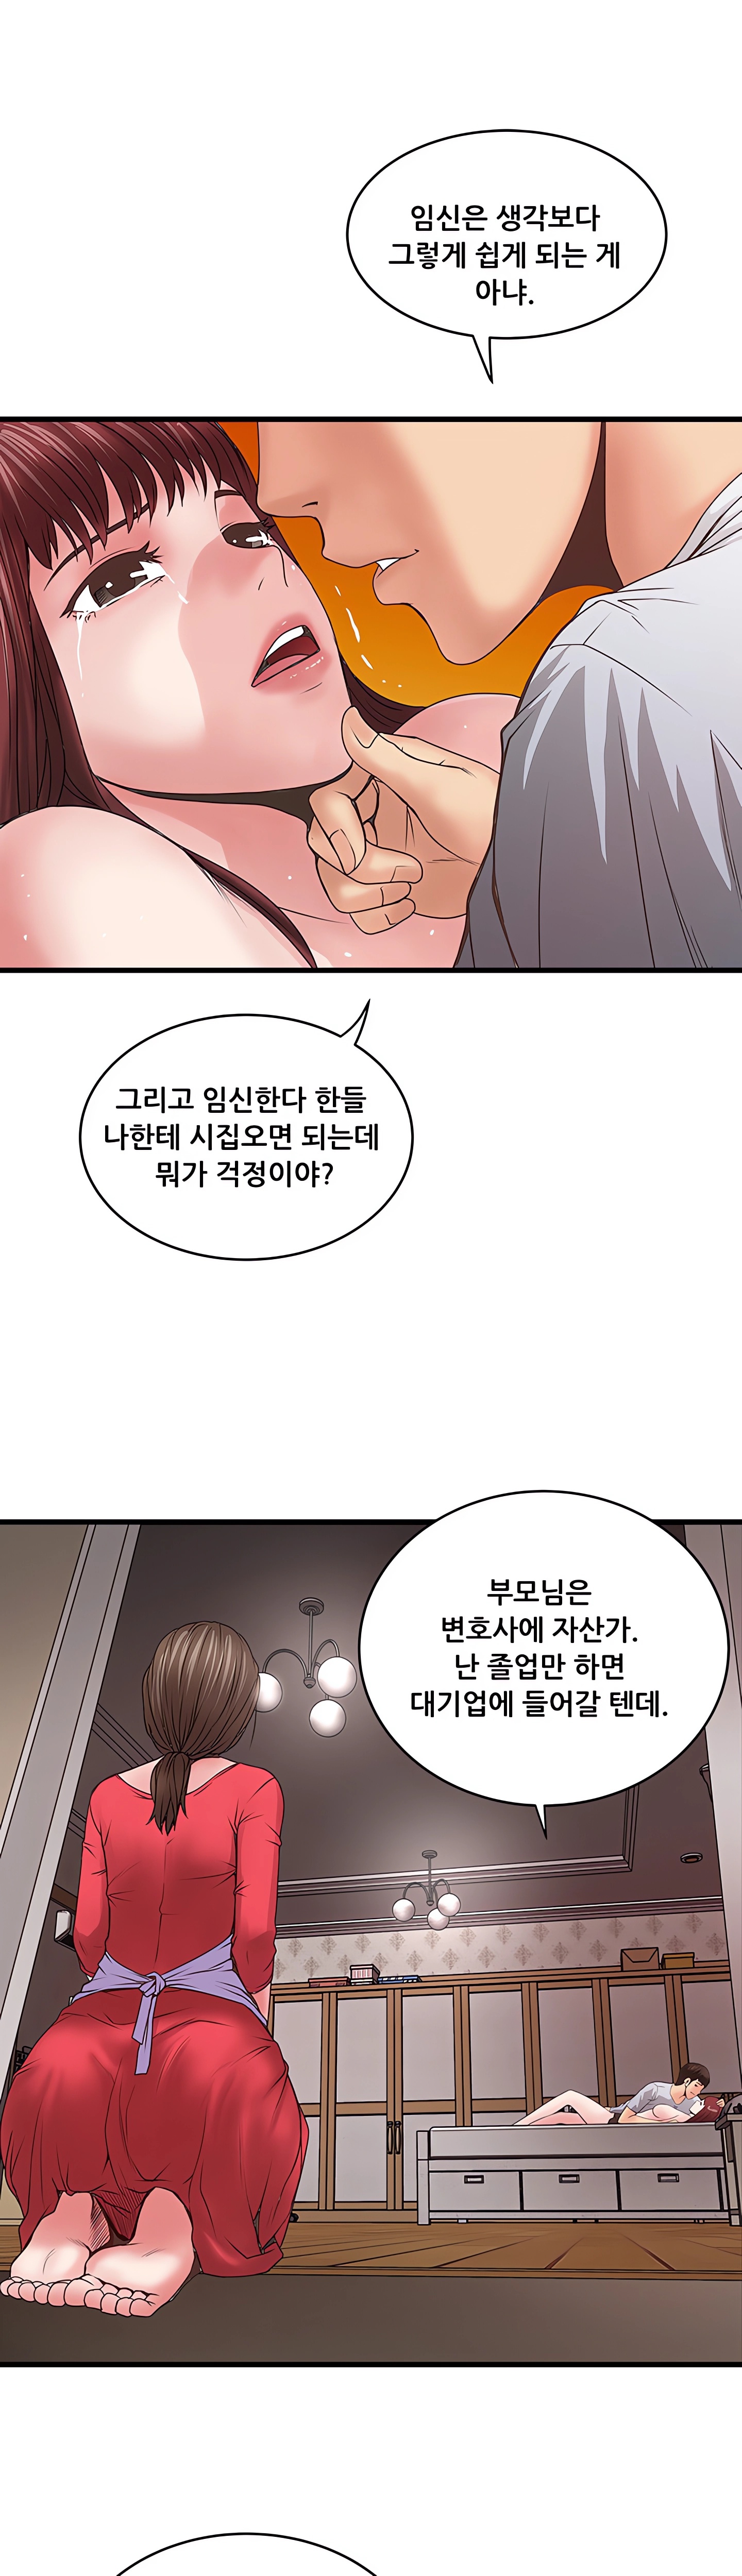 임신은 생각보다
그렇게 쉽게 되는 게
아냐.
그리고 임신한다 한들
나한테 시집오면 되는데
뭐가 걱정이야?
부모님은
변호사에 자산가.
난 졸업만 하면
대기업에 들어갈 텐데.